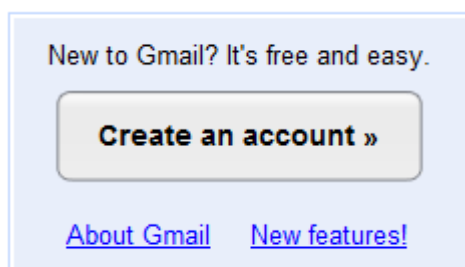 New to Gmail? It's free and easy.
Create an account »
About Gmail New features!